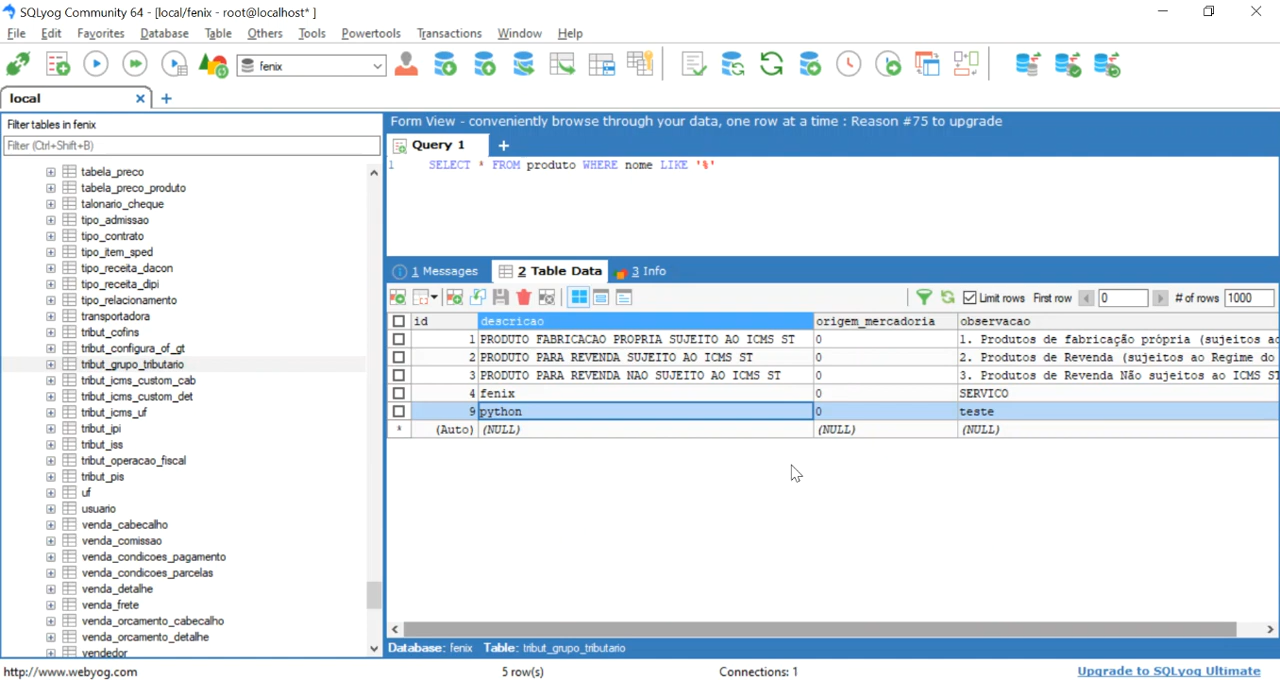 SQLyog Community 64 - [local/fenix - root@localhost* ]
File Edit Favorites Database Table Others Tools Powertools Transactions Window Help
fenix
local
Filter tables in fenix
Filter (Ctrl+Shift+B)
tabela_preco
tabela_preco_produto
talonario_cheque
tipo_admissao
tipo_contrato
tipo_item_sped
tipo_receita_dacon
tipo_receita_dipi
tipo_relacionamento
transportadora
tribut_cofins
tribut_configura_of_gt
tribut_grupo_tributario
tribut_icms_custom_cab
tribut_icms_custom_det
tribut_icms_uf
tribut_ipi
tribut_iss
tribut_operacao_fiscal
tribut_pis
uf
usuario
venda_cabecalho
venda_comissao
venda_condicoes_pagamento
venda_condicoes_parcelas
venda_detalhe
venda_frete
venda_orcamento_cabecalho
venda_orcamento_detalhe
vendedor
Form View - conveniently browse through your data, one row at a time : Reason #75 to upgrade
Query 1
1 SELECT * FROM produto WHERE nome LIKE '%'
1 Messages 2 Table Data 3 Info
Limit rows First row 0 # of rows 1000
id descricao origem_mercadoria observacao
1 PRODUTO FABRICACAO PROPRIA SUJEITO AO ICMS ST 0 1. Produtos de fabricação própria (sujeitos ao
2 PRODUTO PARA REVENDA SUJEITO AO ICMS ST 0 2. Produtos de Revenda (sujeitos ao Regime do
3 PRODUTO PARA REVENDA NAO SUJEITO AO ICMS ST 0 3. Produtos de Revenda Não sujeitos ao ICMS ST
4 fenix 0 SERVICO
9 python 0 teste
* (Auto) (NULL) (NULL) (NULL)
Database: fenix Table: tribut_grupo_tributario
http://www.webyog.com 5 row(s) Connections: 1 Upgrade to SQLyog Ultimate